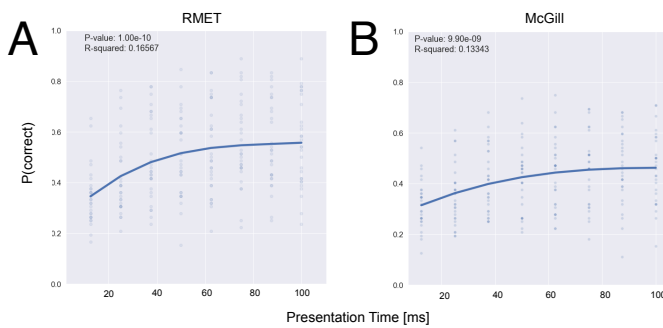 A
RMET
P-value: 1.00e-10
R-squared: 0.16567
1.0
0.8
0.6
0.4
0.2
0.0
20 40 60 80 100
P(correct)
B
McGill
P-value: 9.90e-09
R-squared: 0.13343
1.0
0.8
0.6
0.4
0.2
0.0
20 40 60 80 100
Presentation Time [ms]